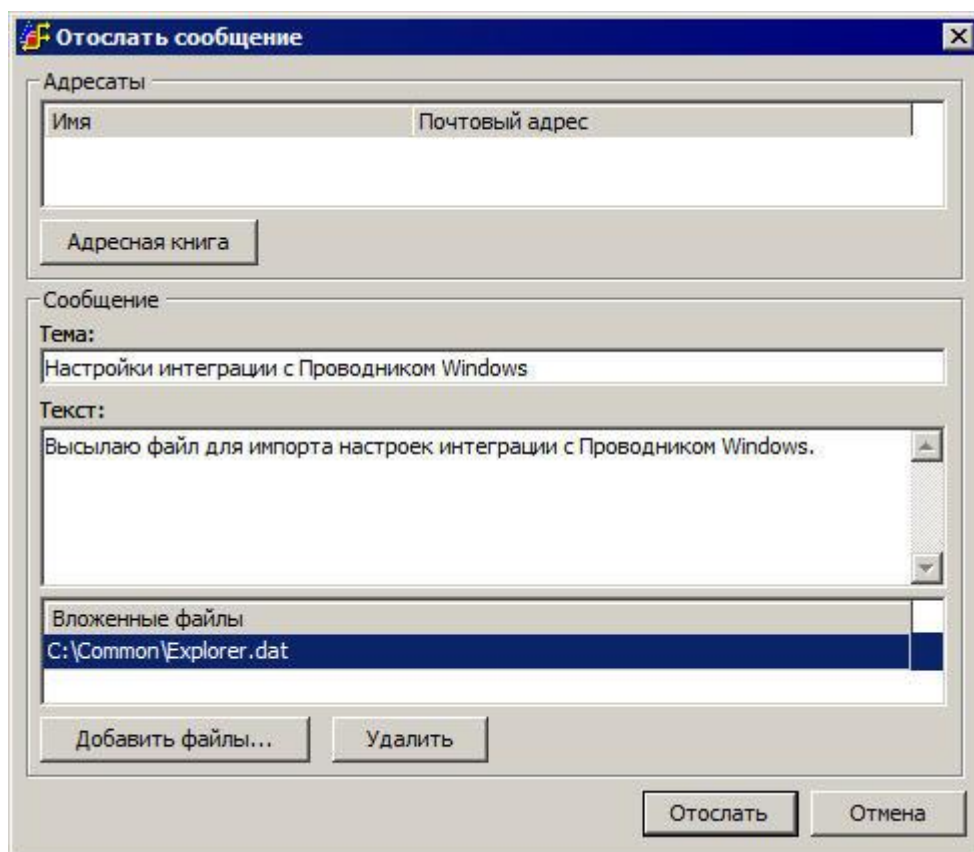 Отослать сообщение
Адресаты
Имя Почтовый адрес
Адресная книга
Сообщение
Тема:
Настройки интеграции с Проводником Windows
Текст:
Высылаю файл для импорта настроек интеграции с Проводником Windows.
Вложенные файлы
C:\Common\Explorer.dat
Добавить файлы... Удалить
Отослать Отмена